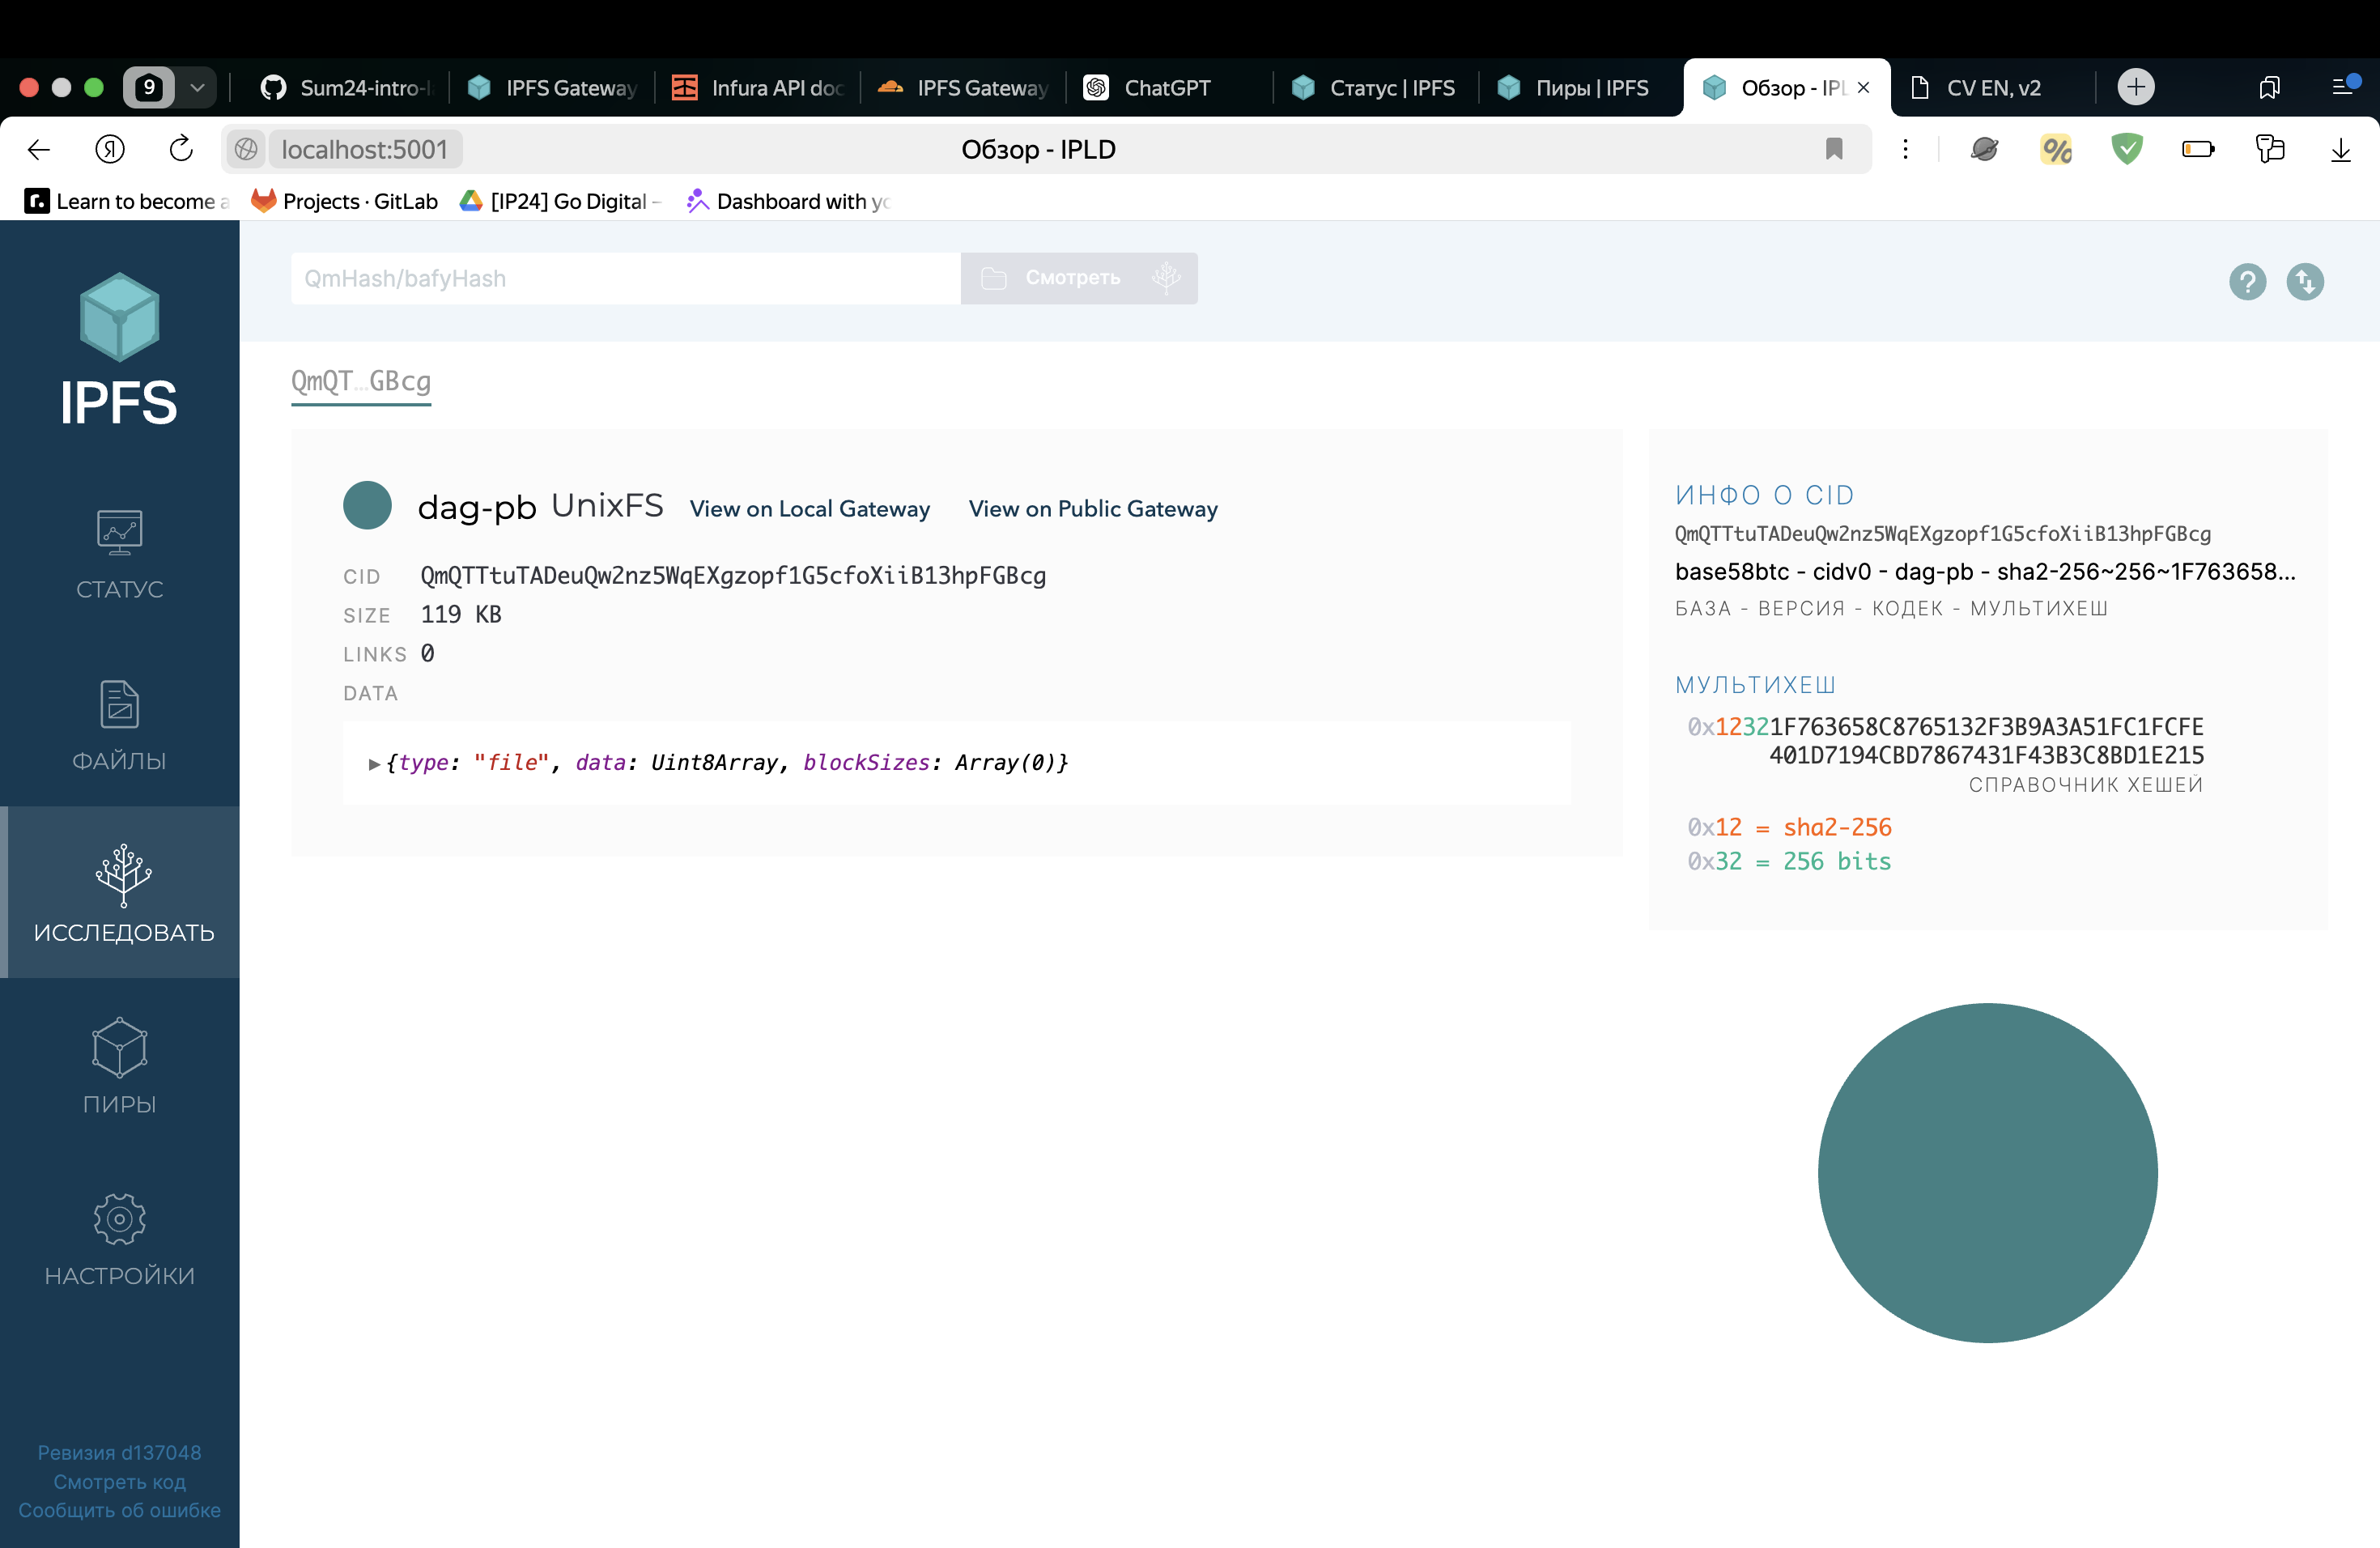 9
Sum24-intro-l
IPFS Gateway
Infura API doc
IPFS Gateway
ChatGPT
Статус | IPFS
Пиры | IPFS
Обзор - IPL
CV EN, v2
localhost:5001
Обзор - IPLD
Learn to become a
Projects · GitLab
[IP24] Go Digital –
Dashboard with yo
QmHash/bafyHash
Смотреть
IPFS
СТАТУС
ФАЙЛЫ
ИССЛЕДОВАТЬ
ПИРЫ
НАСТРОЙКИ
Ревизия d137048
Смотреть код
Сообщить об ошибке
QmQT...GBcg
dag-pb UnixFS View on Local Gateway View on Public Gateway
CID QmQTTtuTADeuQw2nz5WqEXgzopf1G5cfoXiiB13hpFGBcg
SIZE 119 KB
LINKS 0
DATA
{type: "file", data: Uint8Array, blockSizes: Array(0)}
ИНФО О CID
QmQTTtuTADeuQw2nz5WqEXgzopf1G5cfoXiiB13hpFGBcg
base58btc - cidv0 - dag-pb - sha2-256~256~1F763658...
БАЗА - ВЕРСИЯ - КОДЕК - МУЛЬТИХЕШ
МУЛЬТИХЕШ
0x12321F763658C8765132F3B9A3A51FC1FCFE
401D7194CBD7867431F43B3C8BD1E215
СПРАВОЧНИК ХЕШЕЙ
0x12 = sha2-256
0x32 = 256 bits